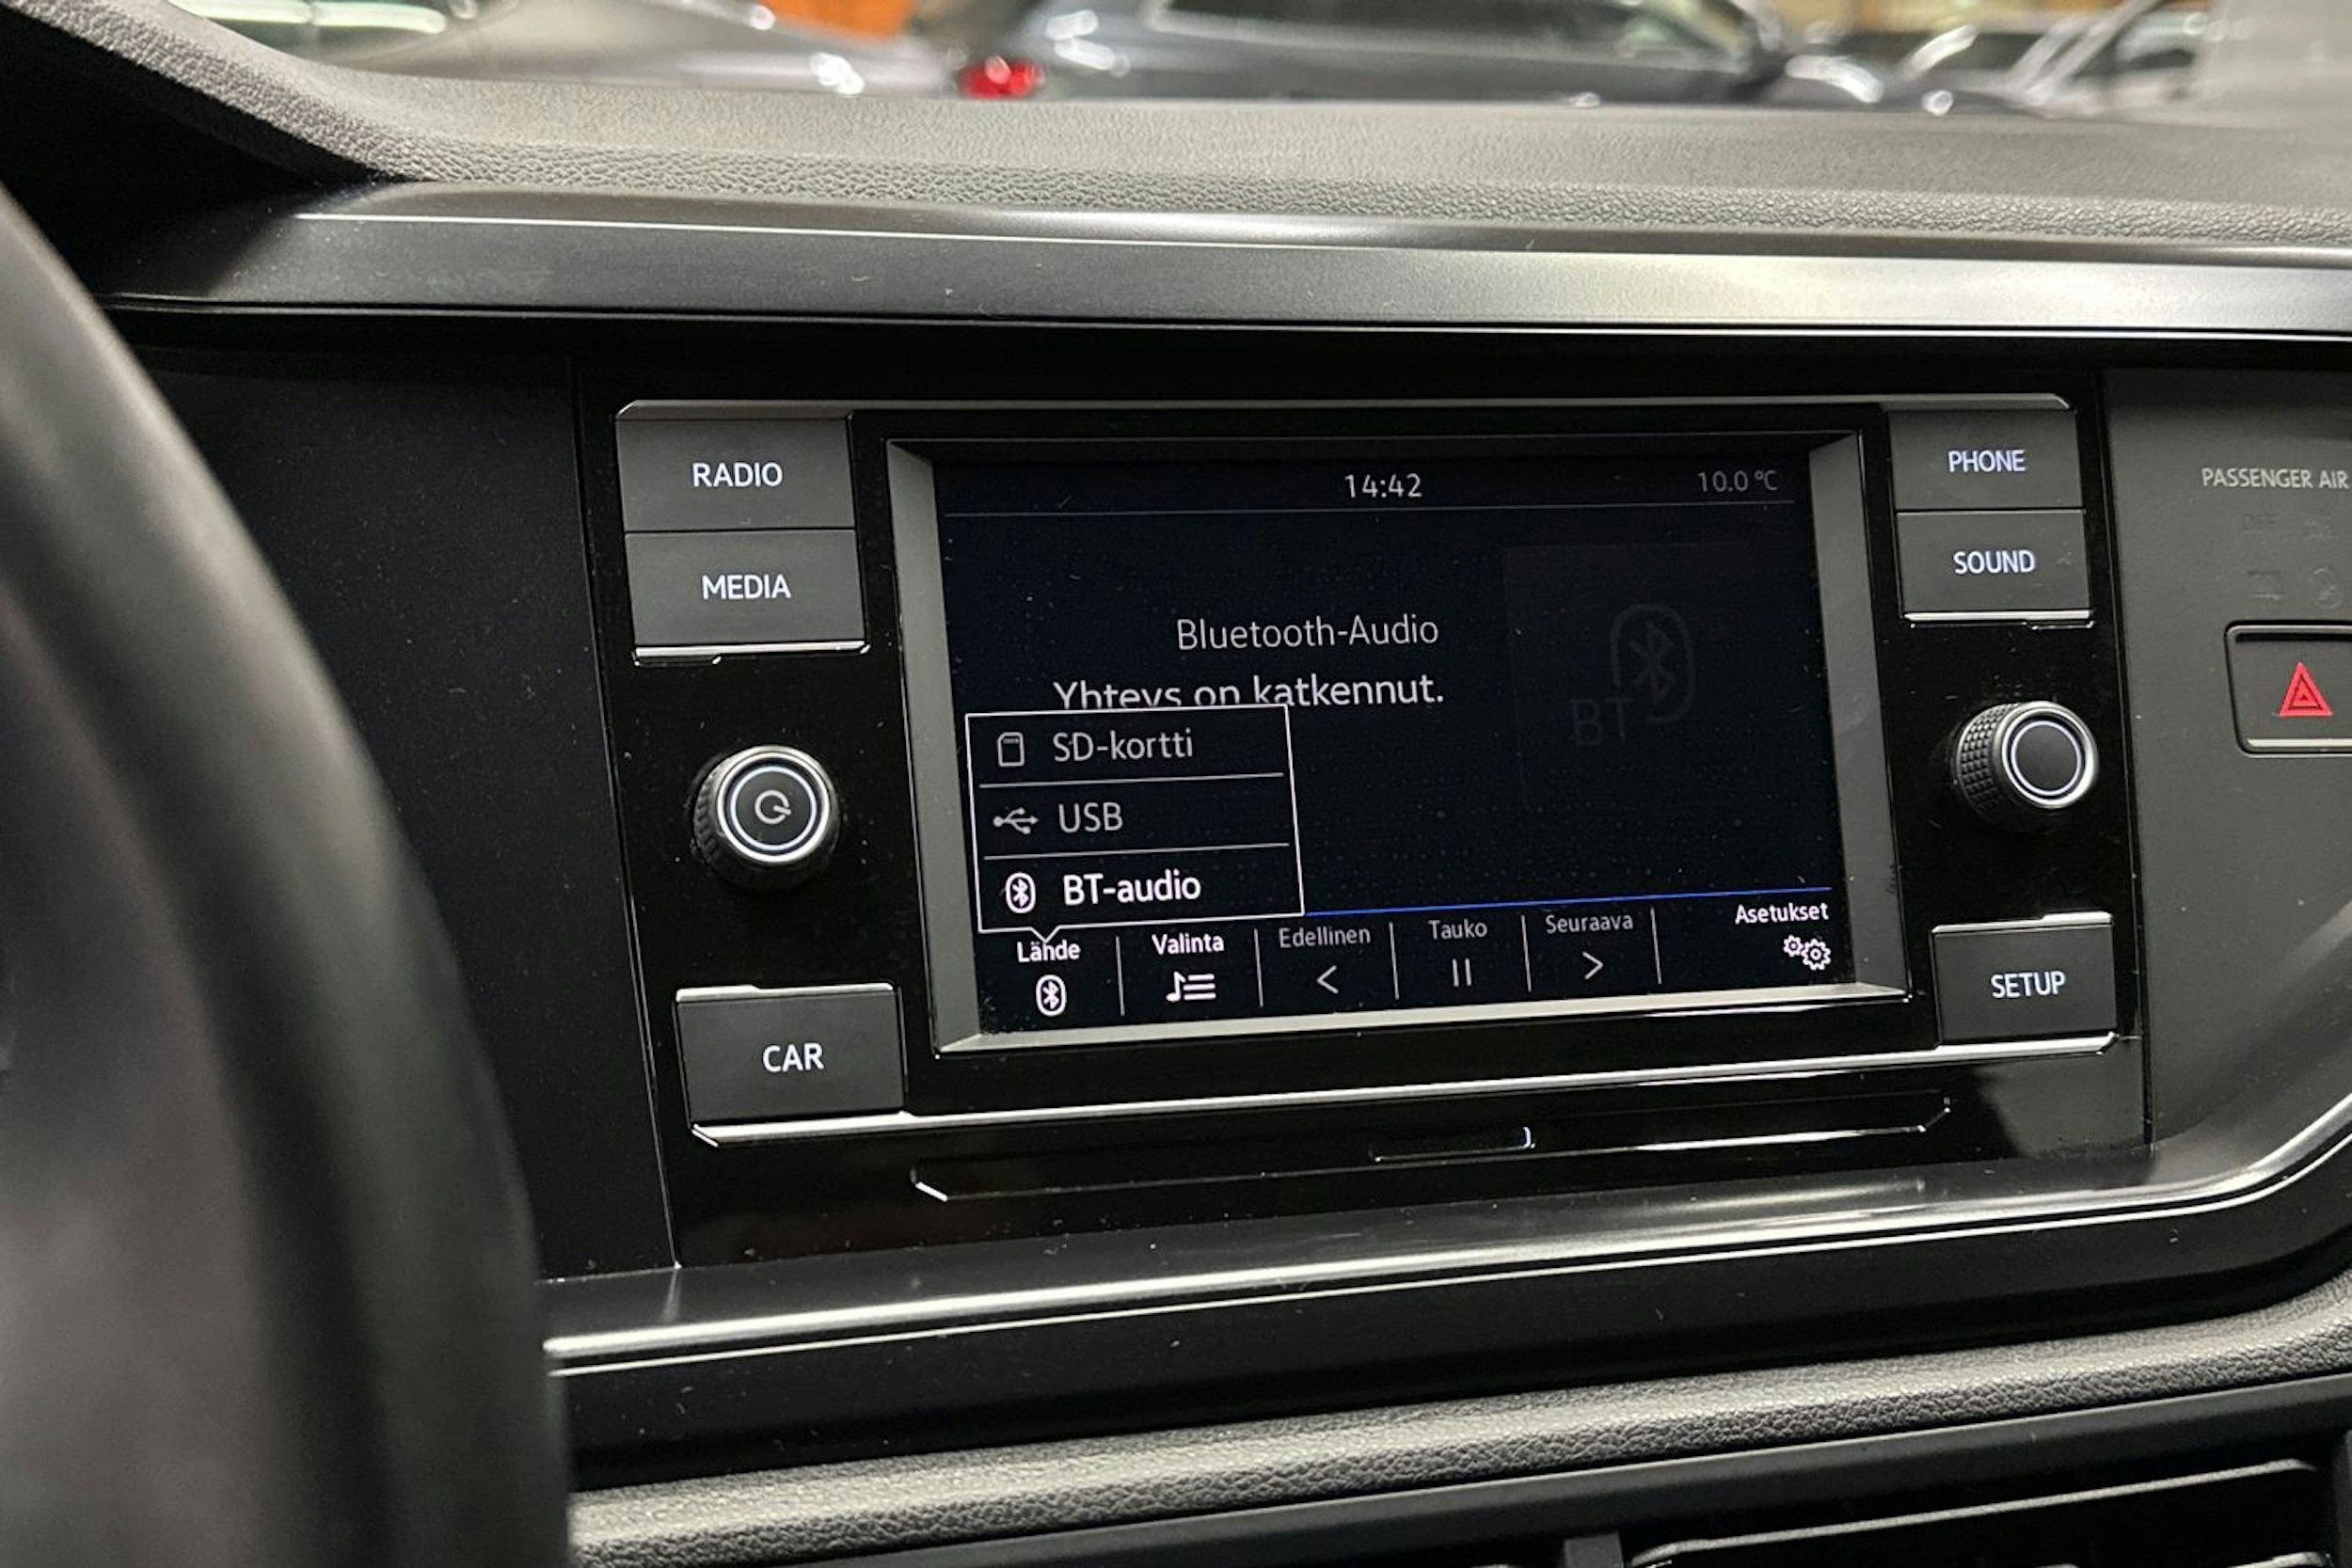 RADIO
MEDIA
CAR
14:42
10.0 °C
Bluetooth-Audio
Yhteys on katkennut.
BT
SD-kortti
USB
BT-audio
Lähde
Valinta
Edellinen
Tauko
Seuraava
Asetukset
PHONE
SOUND
SETUP
PASSENGER AIR
OFF